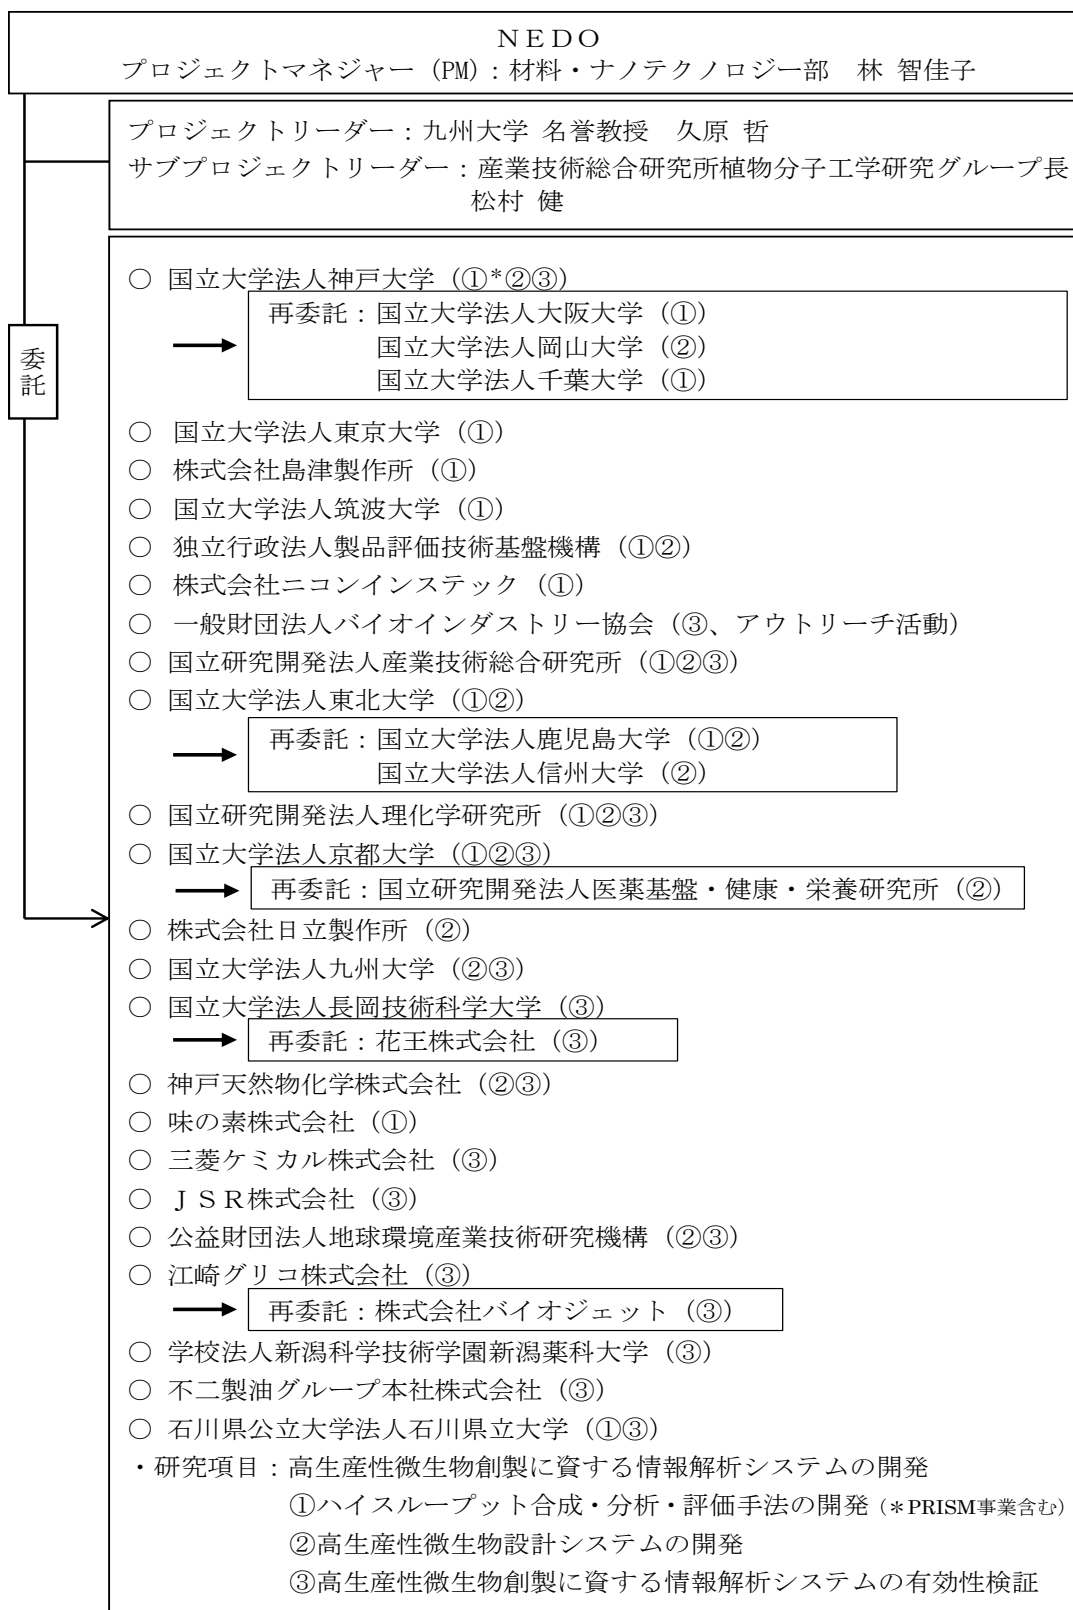 ＮＥＤＯ
プロジェクトマネジャー (PM)：材料・ナノテクノロジー部　林 智佳子
プロジェクトリーダー：九州大学 名誉教授　久原 哲
サブプロジェクトリーダー：産業技術総合研究所植物分子工学研究グループ長
松村 健
委託
○ 国立大学法人神戸大学（①*②③）
再委託：国立大学法人大阪大学（①）
国立大学法人岡山大学（②）
国立大学法人千葉大学（①）
○ 国立大学法人東京大学（①）
○ 株式会社島津製作所（①）
○ 国立大学法人筑波大学（①）
○ 独立行政法人製品評価技術基盤機構（①②）
○ 株式会社ニコンインステック（①）
○ 一般財団法人バイオインダストリー協会（③、アウトリーチ活動）
○ 国立研究開発法人産業技術総合研究所（①②③）
○ 国立大学法人東北大学（①②）
再委託：国立大学法人鹿児島大学（①②）
国立大学法人信州大学（②）
○ 国立研究開発法人理化学研究所（①②③）
○ 国立大学法人京都大学（①②③）
再委託：国立研究開発法人医薬基盤・健康・栄養研究所（②）
○ 株式会社日立製作所（②）
○ 国立大学法人九州大学（②③）
○ 国立大学法人長岡技術科学大学（③）
再委託：花王株式会社（③）
○ 神戸天然物化学株式会社（②③）
○ 味の素株式会社（①）
○ 三菱ケミカル株式会社（③）
○ ＪＳＲ株式会社（③）
○ 公益財団法人地球環境産業技術研究機構（②③）
○ 江崎グリコ株式会社（③）
再委託：株式会社バイオジェット（③）
○ 学校法人新潟科学技術学園新潟薬科大学（③）
○ 不二製油グループ本社株式会社（③）
○ 石川県公立大学法人石川県立大学（①③）
・研究項目：高生産性微生物創製に資する情報解析システムの開発
①ハイスループット合成・分析・評価手法の開発（＊PRISM事業含む）
②高生産性微生物設計システムの開発
③高生産性微生物創製に資する情報解析システムの有効性検証